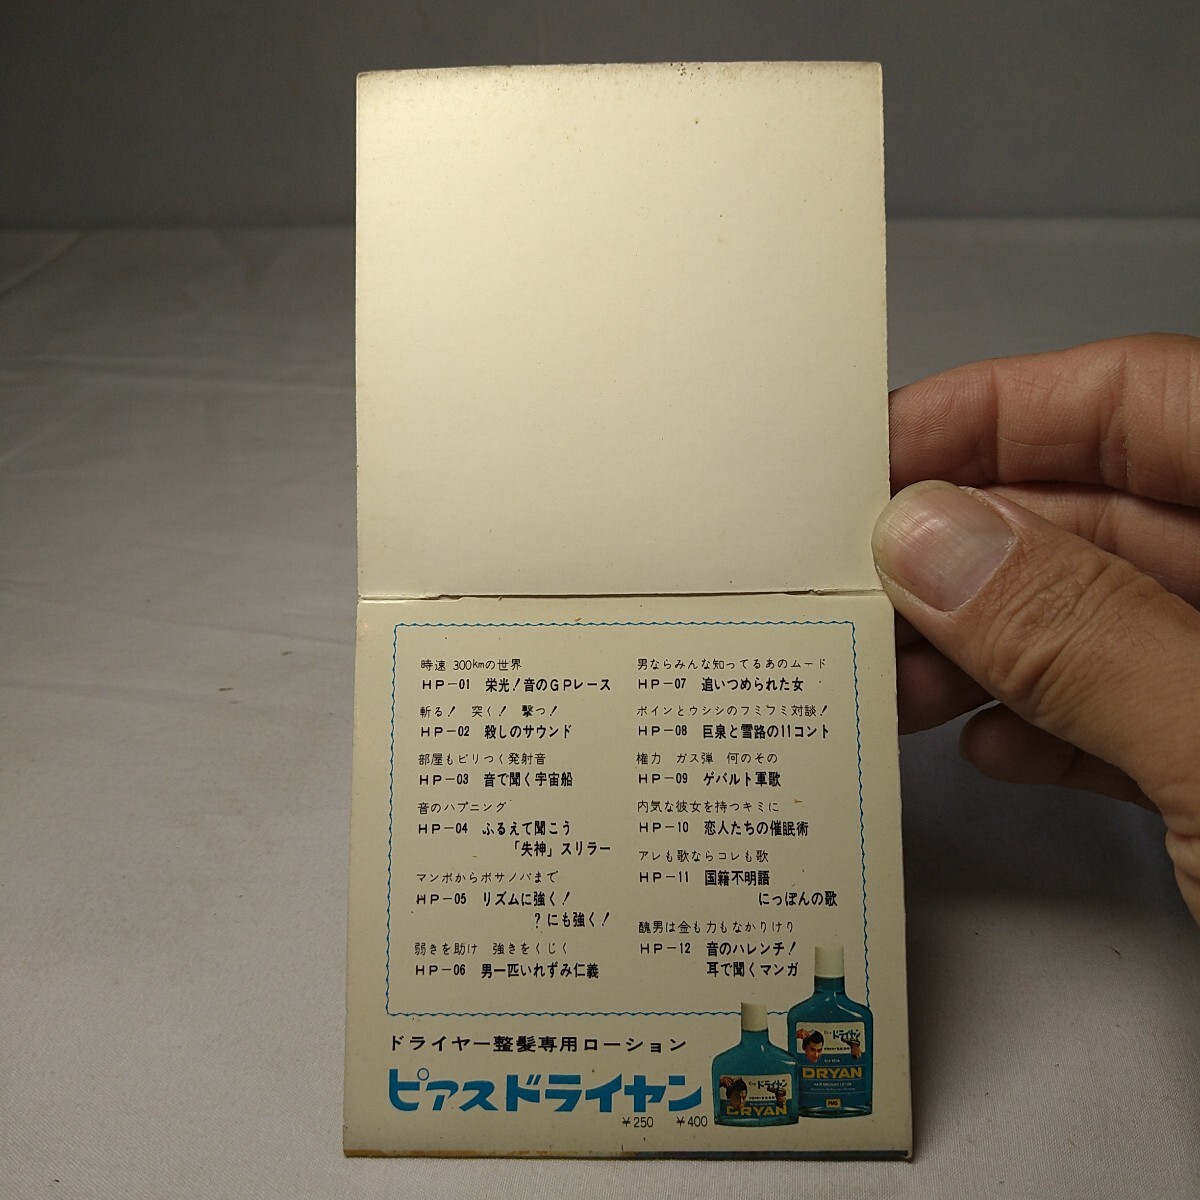 時速 300kmの世界
HP-01 栄光!音のGPレース
斬る! 突く! 撃つ!
HP-02 殺しのサウンド
部屋もビリつく発射音
HP-03 音で聞く宇宙船
音のハプニング
HP-04 ふるえて聞こう
「失神」スリラー
マンボからボサノバまで
HP-05 リズムに強く!
?にも強く!
弱きを助け 強きをくじく
HP-06 男一匹いれずみ仁義
男ならみんな知ってるあのムード
HP-07 追いつめられた女
ボインとウシシのフミフミ対談!
HP-08 巨泉と雪路の11コント
権力 ガス弾 何のその
HP-09 ゲバルト軍歌
内気な彼女を持つキミに
HP-10 恋人たちの催眠術
アレも歌ならコレも歌
HP-11 国籍不明語
にっぽんの歌
醜男は金も力もなかりけり
HP-12 音のハレンチ!
耳で聞くマンガ
ドライヤー整髪専用ローション
ピアスドライヤン
¥250 ¥400
ドライヤン
DRYAN
ドライヤン
DRYAN